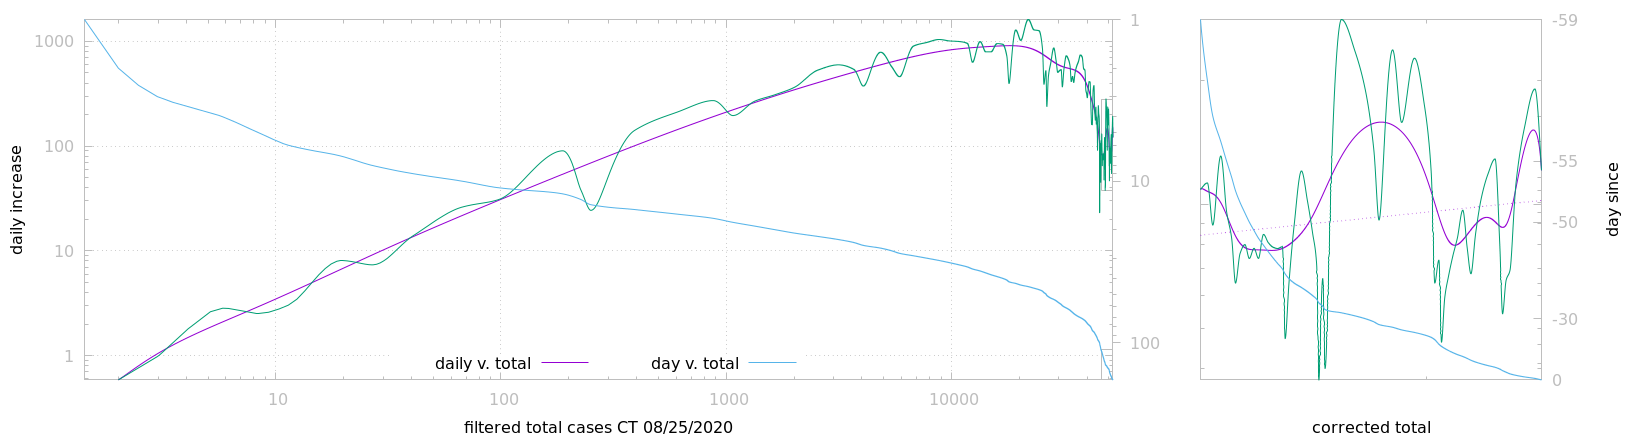 1000
100
10
1
daily increase
10
100
1000
10000
filtered total cases CT 08/25/2020
daily v. total
day v. total
1
10
100
-59
-55
-50
-30
0
day since
corrected total